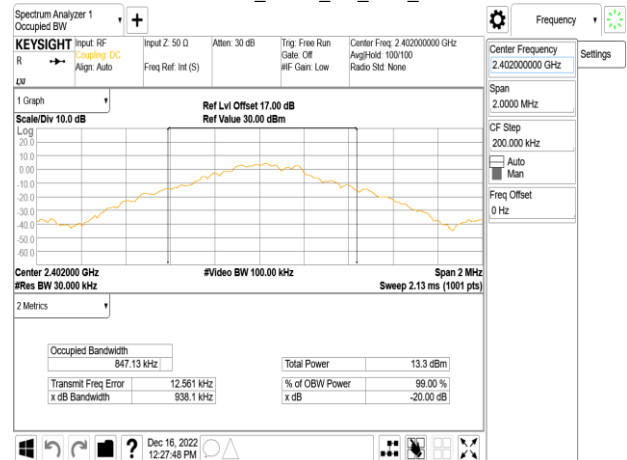 Spectrum Analyzer 1
Occupied BW
Frequency
KEYSIGHT
R
LXI
Input: RF
Coupling: DC
Align: Auto
Input Z: 50 Ω
Freq Ref: Int (S)
Atten: 30 dB
Trig: Free Run
Gate: Off
#IF Gain: Low
Center Freq: 2.402000000 GHz
Avg|Hold: 100/100
Radio Std: None
Center Frequency
2.402000000 GHz
Settings
Span
2.0000 MHz
CF Step
200.000 kHz
Auto
Man
Freq Offset
0 Hz
1 Graph
Scale/Div 10.0 dB
Ref Lvl Offset 17.00 dB
Ref Value 30.00 dBm
Log
20.0
10.0
0.00
-10.0
-20.0
-30.0
-40.0
-50.0
-60.0
Center 2.402000 GHz
#Video BW 100.00 kHz
Span 2 MHz
#Res BW 30.000 kHz
Sweep 2.13 ms (1001 pts)
2 Metrics
Occupied Bandwidth
847.13 kHz
Total Power 13.3 dBm
Transmit Freq Error 12.561 kHz
% of OBW Power 99.00 %
x dB Bandwidth 938.1 kHz
x dB -20.00 dB
?
Dec 16, 2022
12:27:48 PM